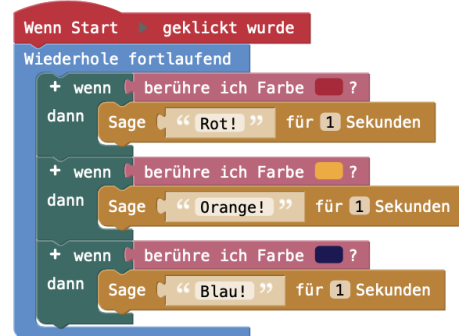 Wenn Start geklickt wurde
Wiederhole fortlaufend
+ wenn berühre ich Farbe ?
dann Sage “ Rot! ” für 1 Sekunden
+ wenn berühre ich Farbe ?
dann Sage “ Orange! ” für 1 Sekunden
+ wenn berühre ich Farbe ?
dann Sage “ Blau! ” für 1 Sekunden